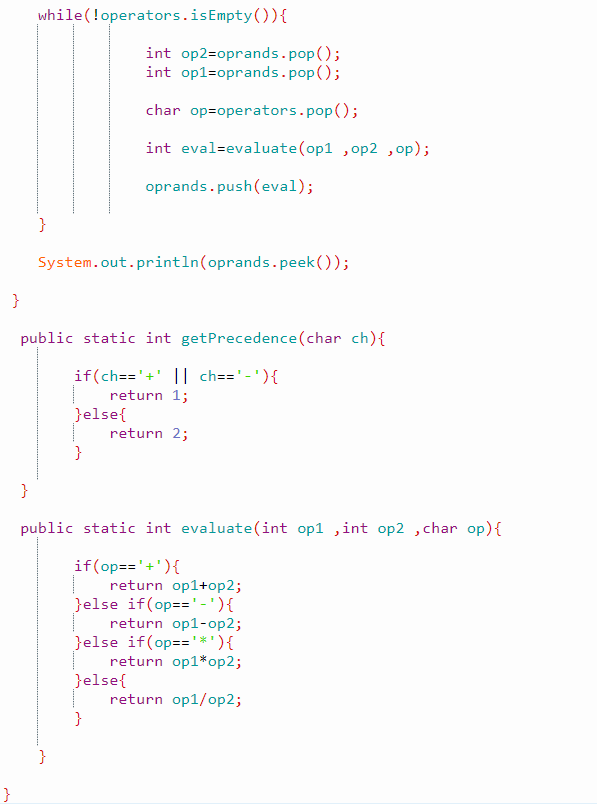 while(!operators.isEmpty()){
int op2=oprands.pop();
int op1=oprands.pop();
char op=operators.pop();
int eval=evaluate(op1 ,op2 ,op);
oprands.push(eval);
}
System.out.println(oprands.peek());
}
public static int getPrecedence(char ch){
if(ch=='+' || ch=='-'){
return 1;
}else{
return 2;
}
}
public static int evaluate(int op1 ,int op2 ,char op){
if(op=='+'){
return op1+op2;
}else if(op=='-'){
return op1-op2;
}else if(op=='*'){
return op1*op2;
}else{
return op1/op2;
}
}
}